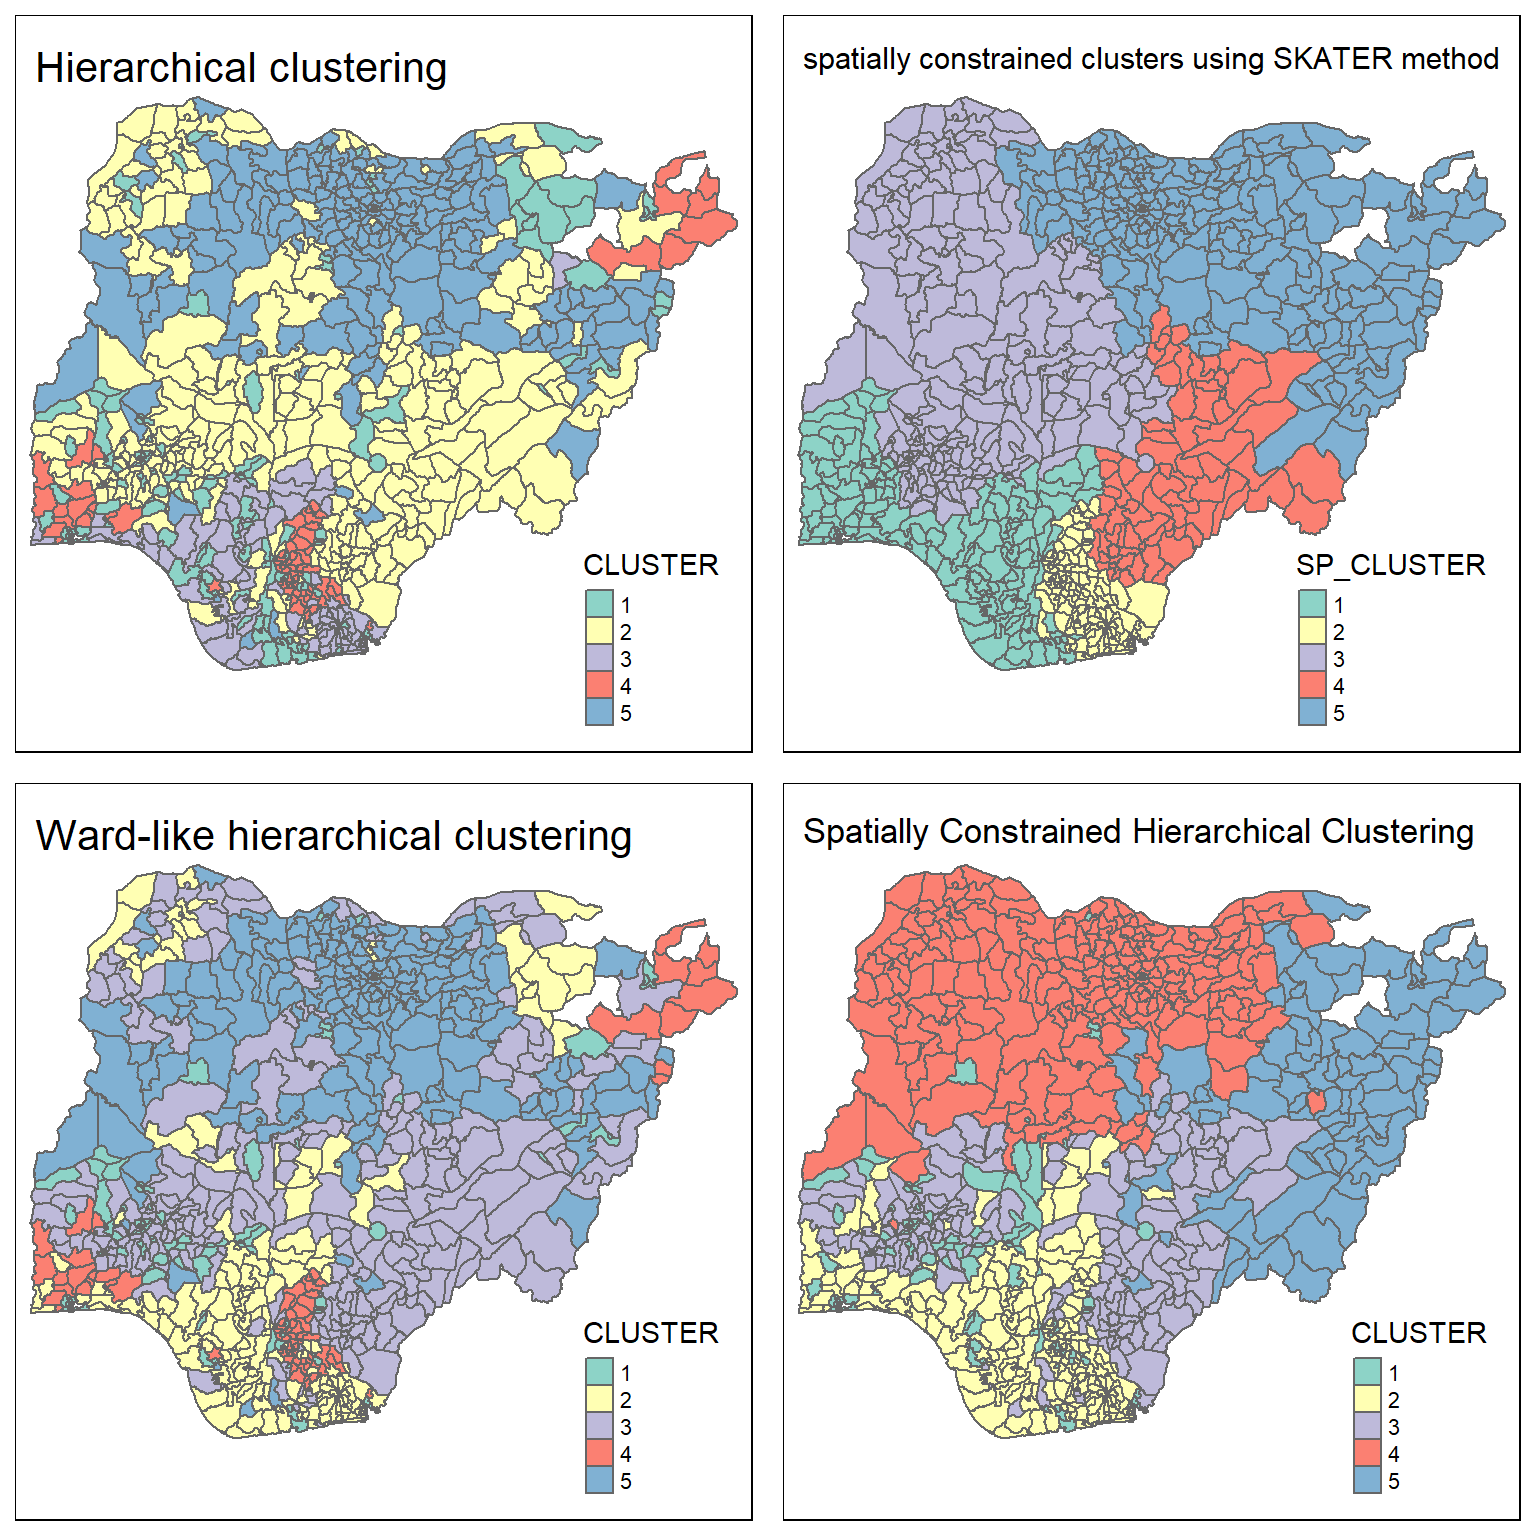 Hierarchical clustering
CLUSTER
1
2
3
4
5
spatially constrained clusters using SKATER method
SP_CLUSTER
1
2
3
4
5
Ward-like hierarchical clustering
CLUSTER
1
2
3
4
5
Spatially Constrained Hierarchical Clustering
CLUSTER
1
2
3
4
5